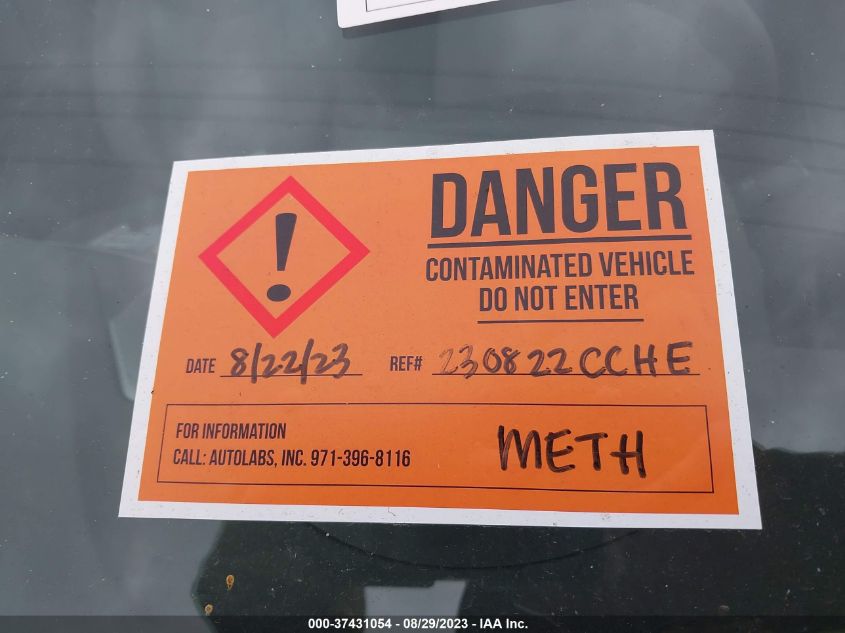 DANGER
CONTAMINATED VEHICLE
DO NOT ENTER
DATE 8/22/23 REF# 230822CCHE
FOR INFORMATION
CALL: AUTOLABS, INC. 971-396-8116
METH
000-37431054 - 08/29/2023 - IAA Inc.